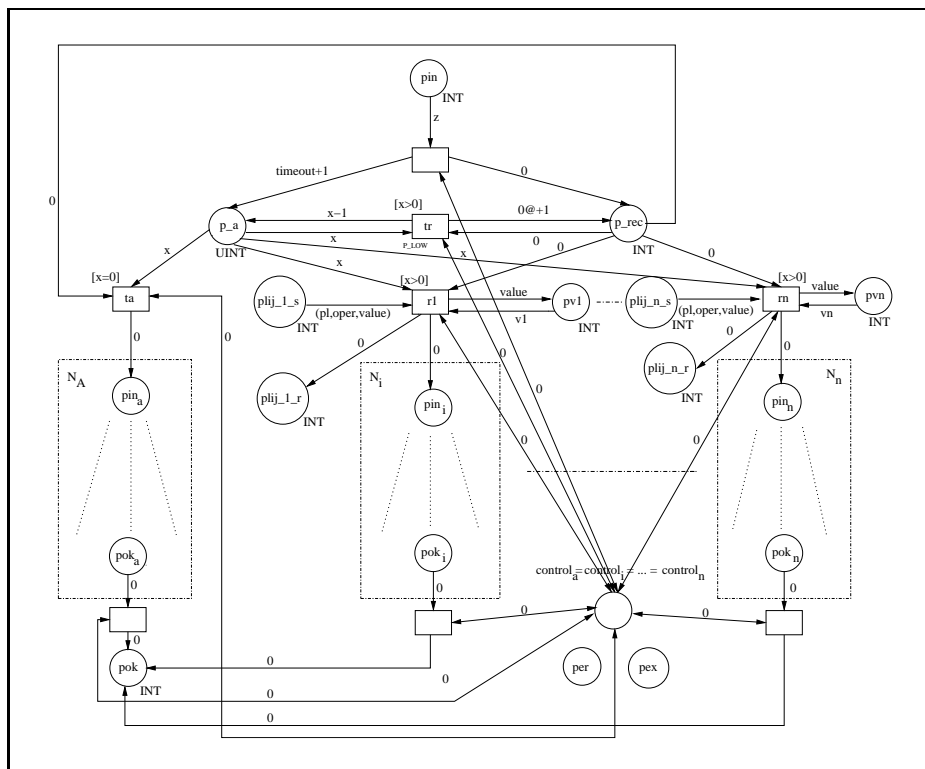 pin
INT
z
timeout+1
0
0
[x>0]
x−1
0@+1
p_a
tr
p_rec
x
P_LOW
0
UINT
INT
x
x
0
0
[x=0]
[x>0]
[x>0]
ta
plij_1_s
r1
value
pv1
plij_n_s
rn
value
pvn
(pl,oper,value)
v1
(pl,oper,value)
vn
INT
INT
INT
INT
0
0
0
0
0
0
0
N_A
N_i
plij_n_r
N_n
INT
pin_a
plij_1_r
pin_i
pin_n
INT
0
0
0
pok_a
pok_i
pok_n
control_a=control_i = ... = control_n
0
0
0
0
0
0
pok
0
0
per
pex
INT
0
0